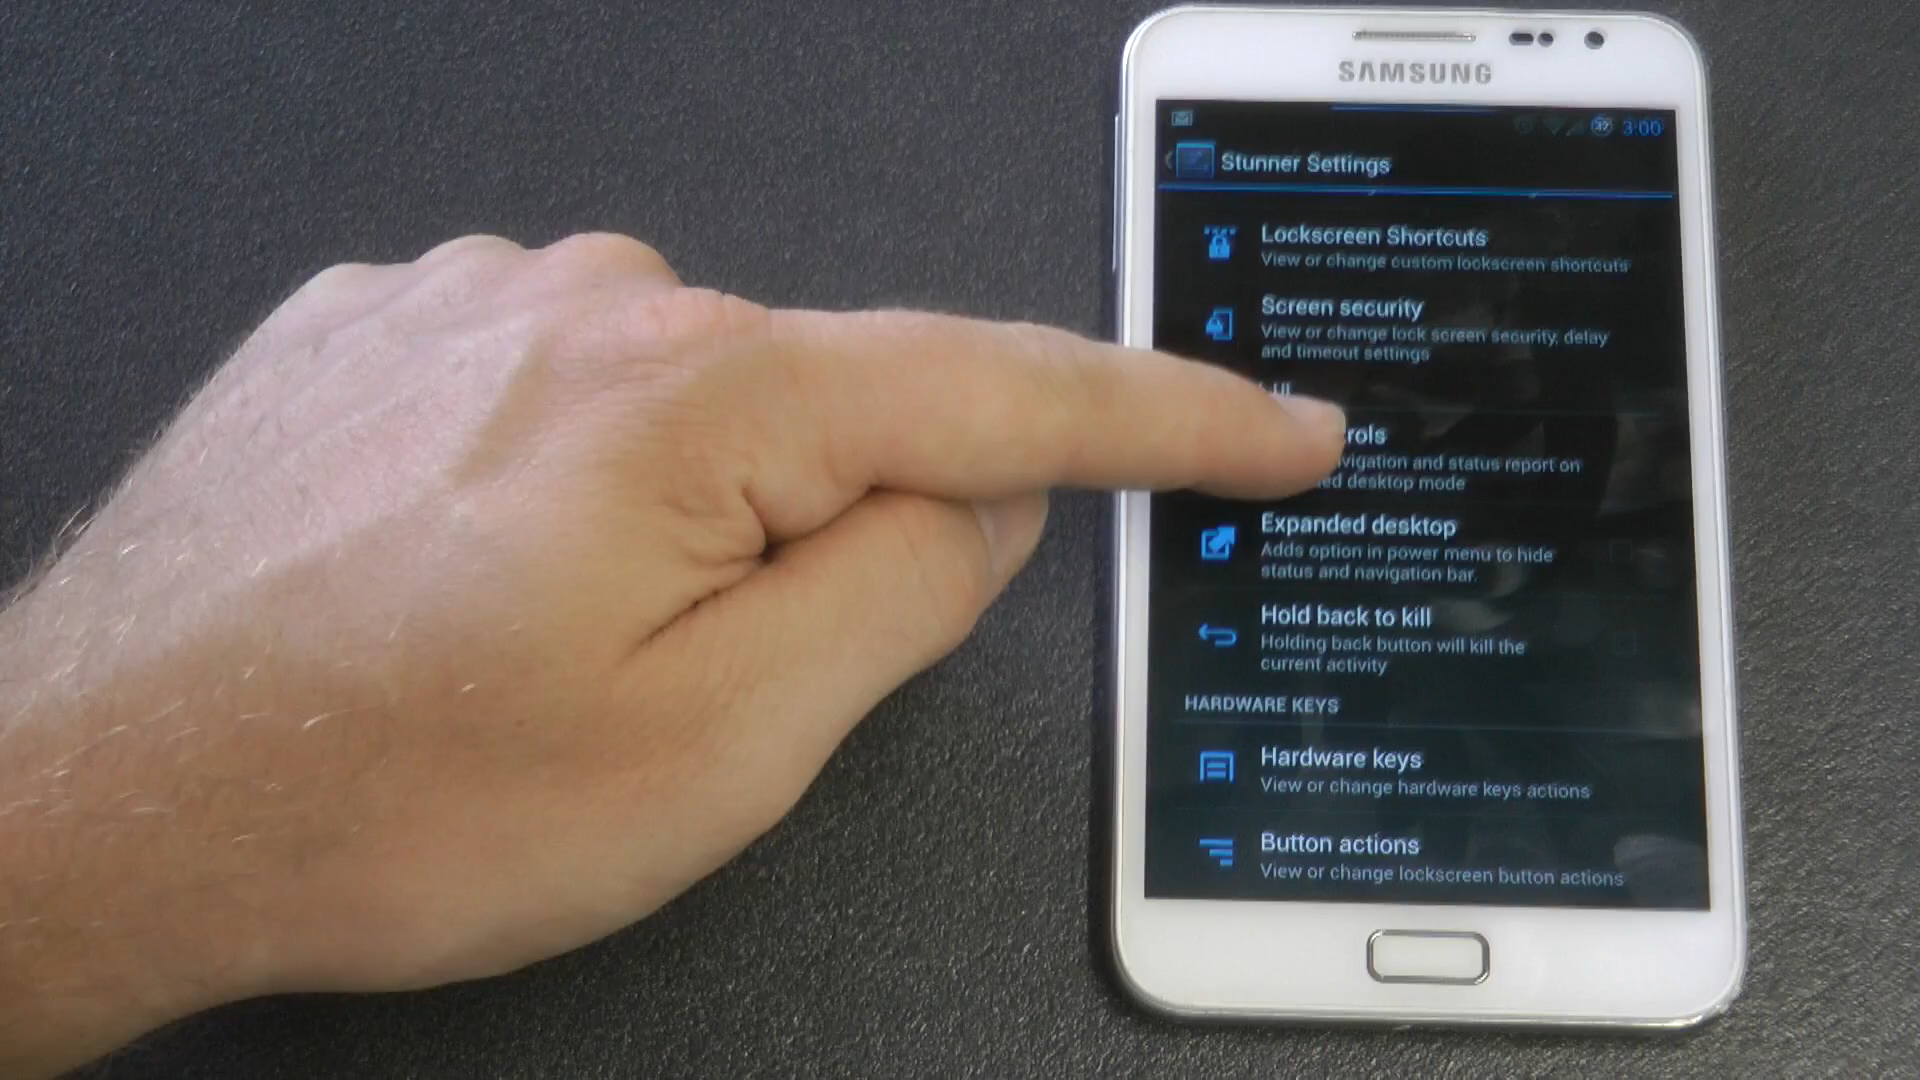 SAMSUNG
3:00
Stunner Settings
Lockscreen Shortcuts
View or change custom lockscreen shortcuts
Screen security
View or change lock screen security, delay
and timeout settings
UI
rols
vigation and status report on
ed desktop mode
Expanded desktop
Adds option in power menu to hide
status and navigation bar.
Hold back to kill
Holding back button will kill the
current activity
HARDWARE KEYS
Hardware keys
View or change hardware keys actions
Button actions
View or change lockscreen button actions